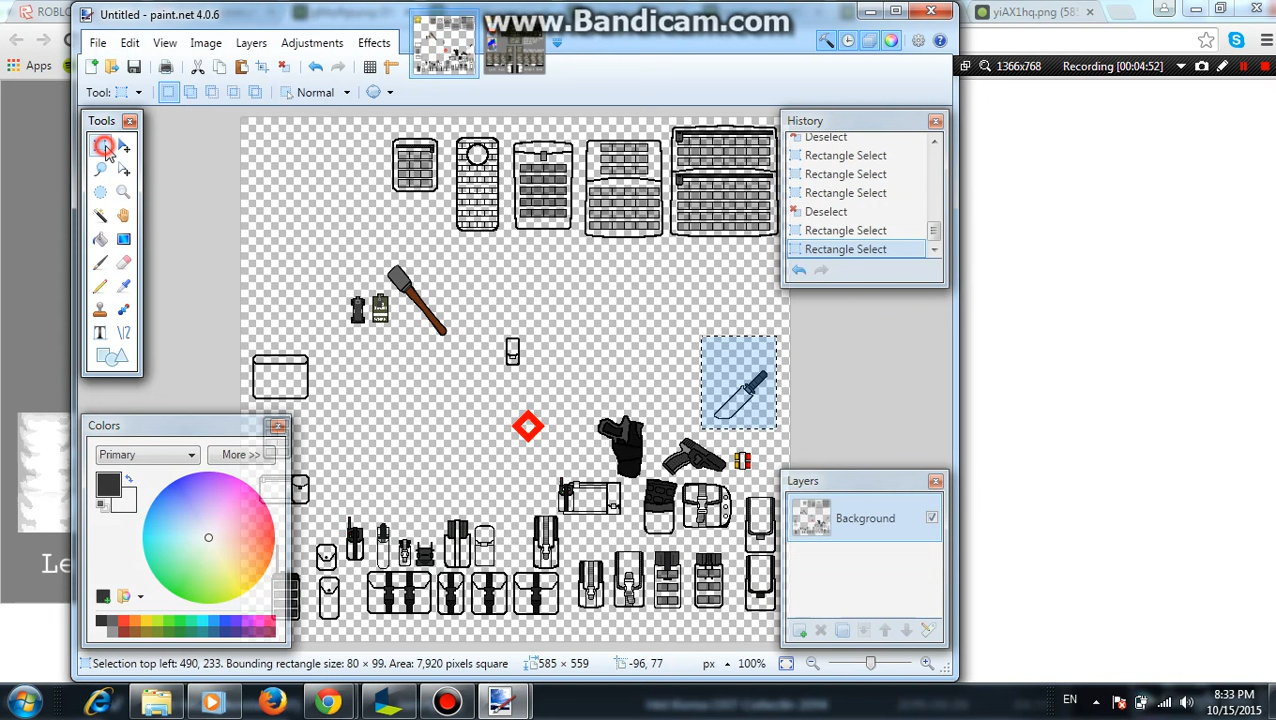 ROBLO
Untitled - paint.net 4.0.6
www.Bandicam.com
yiAX1hq.png (585
Apps
File Edit View Image Layers Adjustments Effects
1366x768 Recording [00:04:52]
Tool: Normal
Tools
History
Deselect
Rectangle Select
Rectangle Select
Rectangle Select
Deselect
Rectangle Select
Rectangle Select
Colors
Primary More >>
Layers
Background
Le
Selection top left: 490, 233. Bounding rectangle size: 80 × 99. Area: 7,920 pixels square 585 × 559 -96, 77 px 100%
EN 8:33 PM
10/15/2015